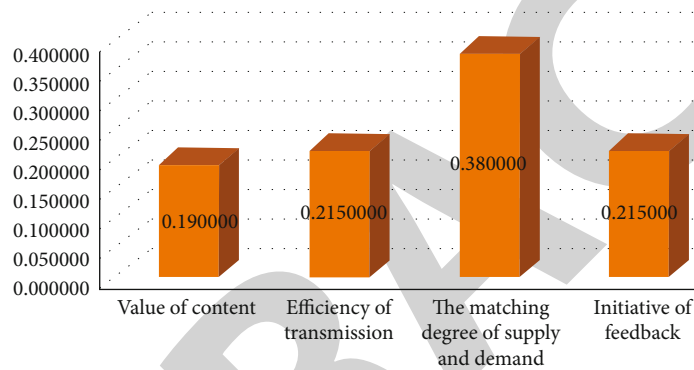 0.400000
0.350000
0.300000
0.250000
0.200000
0.150000
0.100000
0.050000
0.000000
0.190000
0.2150000
0.380000
0.215000
Value of content
Efficiency of
transmission
The matching
degree of supply
and demand
Initiative of
feedback